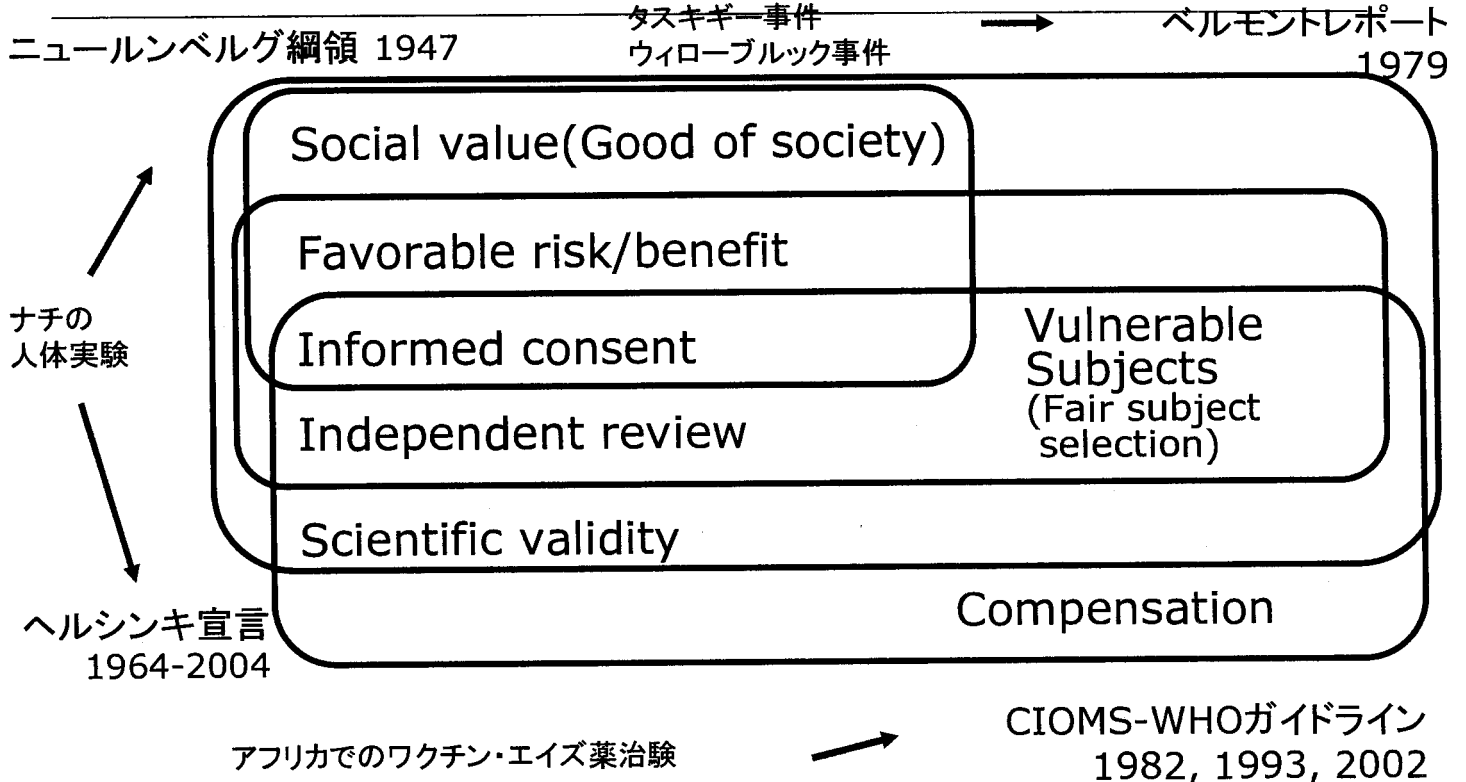 タスキギー事件
ベルモントレポート
ニュールンベルグ綱領 1947
ウィローブルック事件
1979
Social value(Good of society)
Favorable risk/benefit
ナチの
人体実験
Informed consent
Vulnerable
Subjects
(Fair subject
selection)
Independent review
Scientific validity
Compensation
ヘルシンキ宣言
1964-2004
アフリカでのワクチン・エイズ薬治験
CIOMS-WHOガイドライン
1982, 1993, 2002